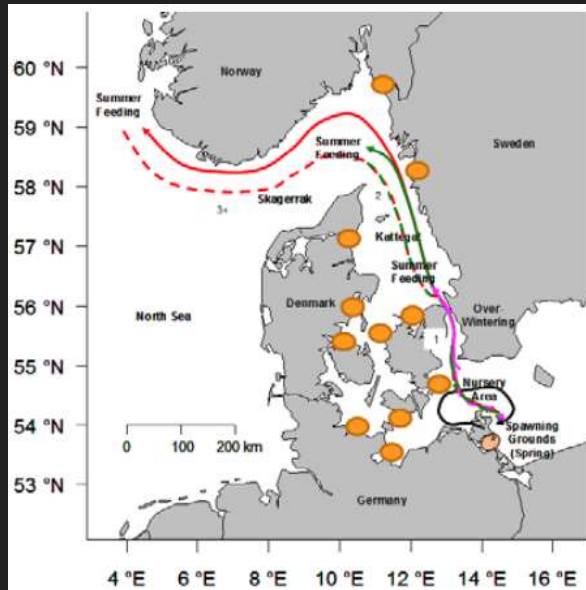 60 °N
59 °N
58 °N
57 °N
56 °N
55 °N
54 °N
53 °N
Norway
Summer
Feeding
Sweden
Summer
Feeding
Skagerrak
3+
2
Kattegat
Summer
Feeding
Denmark
North Sea
Over
Wintering
1
Nursery
Area
Spawning
Grounds
(Spring)
0 100 200 km
Germany
4 °E 6 °E 8 °E 10 °E 12 °E 14 °E 16 °E